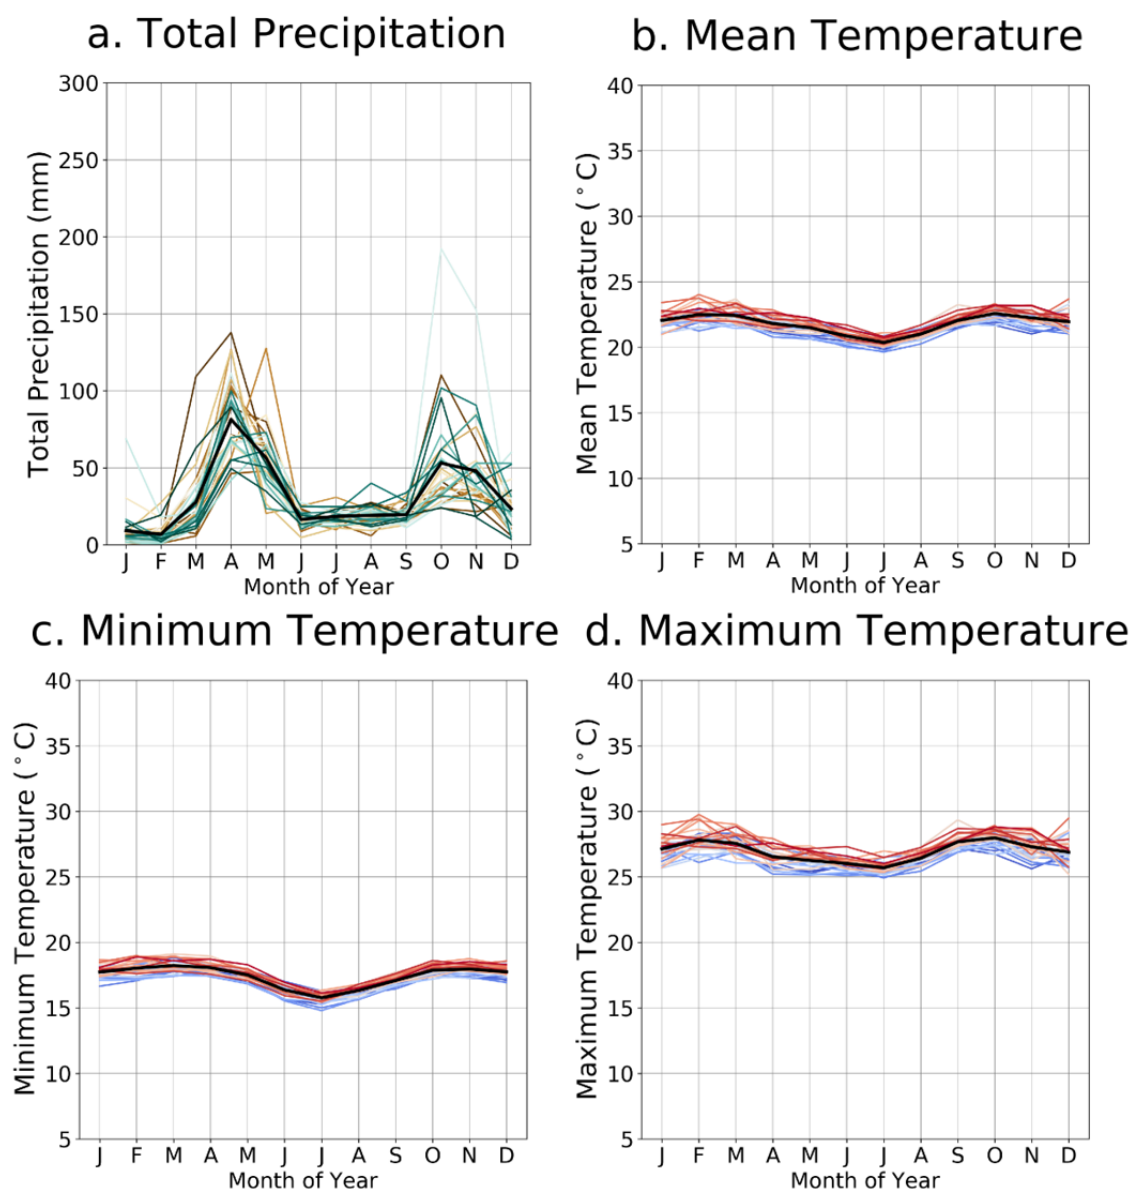 a. Total Precipitation
300
250
200
150
100
50
0
Total Precipitation (mm)
J F M A M J J A S O N D
Month of Year
b. Mean Temperature
40
35
30
25
20
15
10
5
Mean Temperature (°C)
J F M A M J J A S O N D
Month of Year
c. Minimum Temperature
40
35
30
25
20
15
10
5
Minimum Temperature (°C)
J F M A M J J A S O N D
Month of Year
d. Maximum Temperature
40
35
30
25
20
15
10
5
Maximum Temperature (°C)
J F M A M J J A S O N D
Month of Year